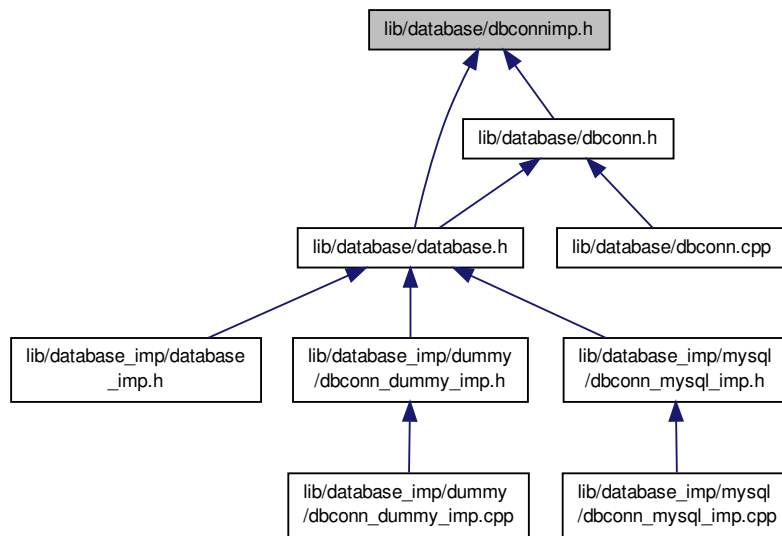 lib/database/dbconnimp.h
lib/database/dbconn.h
lib/database/database.h
lib/database/dbconn.cpp
lib/database_imp/database
_imp.h
lib/database_imp/dummy
/dbconn_dummy_imp.h
lib/database_imp/mysql
/dbconn_mysql_imp.h
lib/database_imp/dummy
/dbconn_dummy_imp.cpp
lib/database_imp/mysql
/dbconn_mysql_imp.cpp